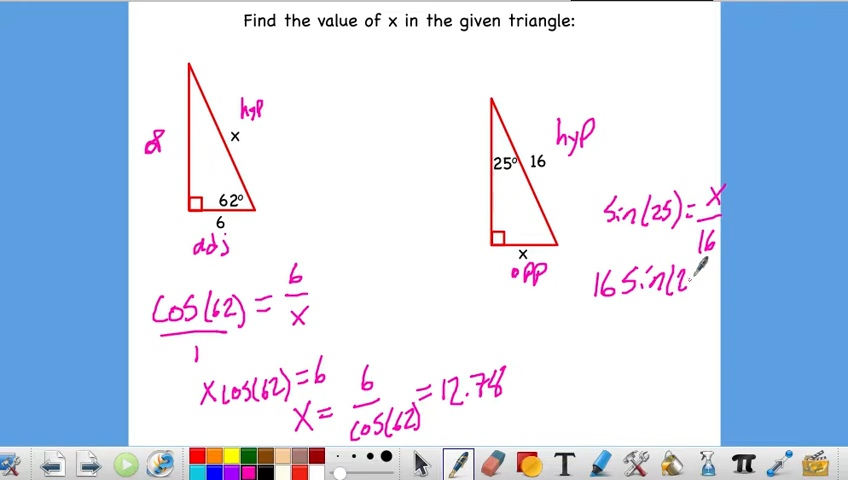 Find the value of x in the given triangle:
hyp
x
62°
6
adj
cos(62) = 6/x
1
x cos(62) = 6
x = 6/cos(62) = 12.78
hyp
25° 16
x
opp
sin(25) = x/16
16 sin(2